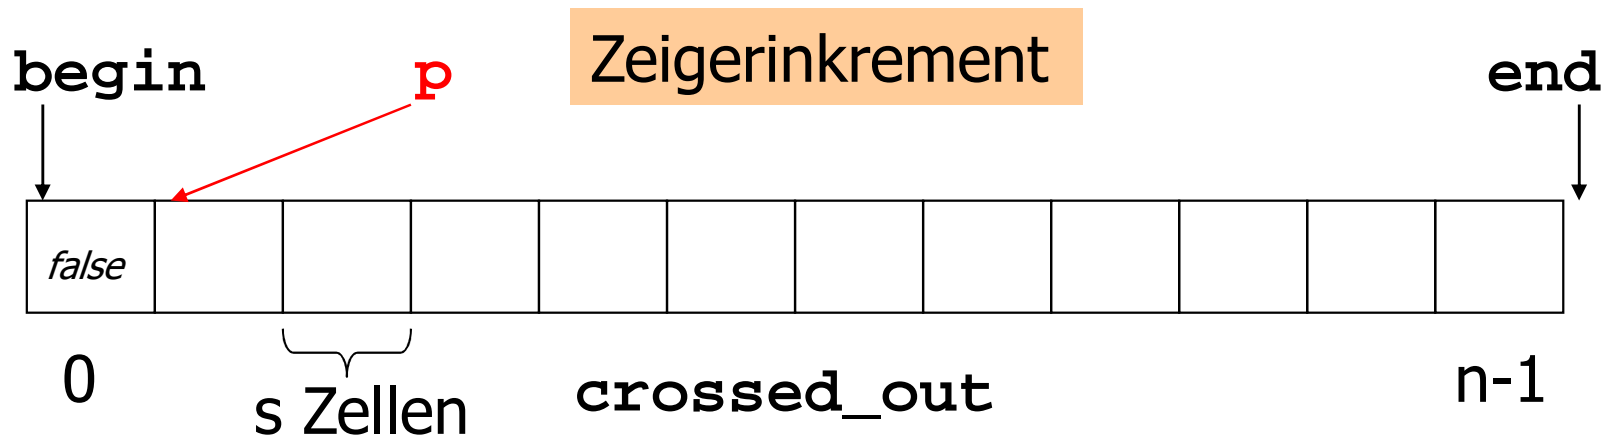 begin p Zeigerinkrement end
false
0 s Zellen crossed_out n-1